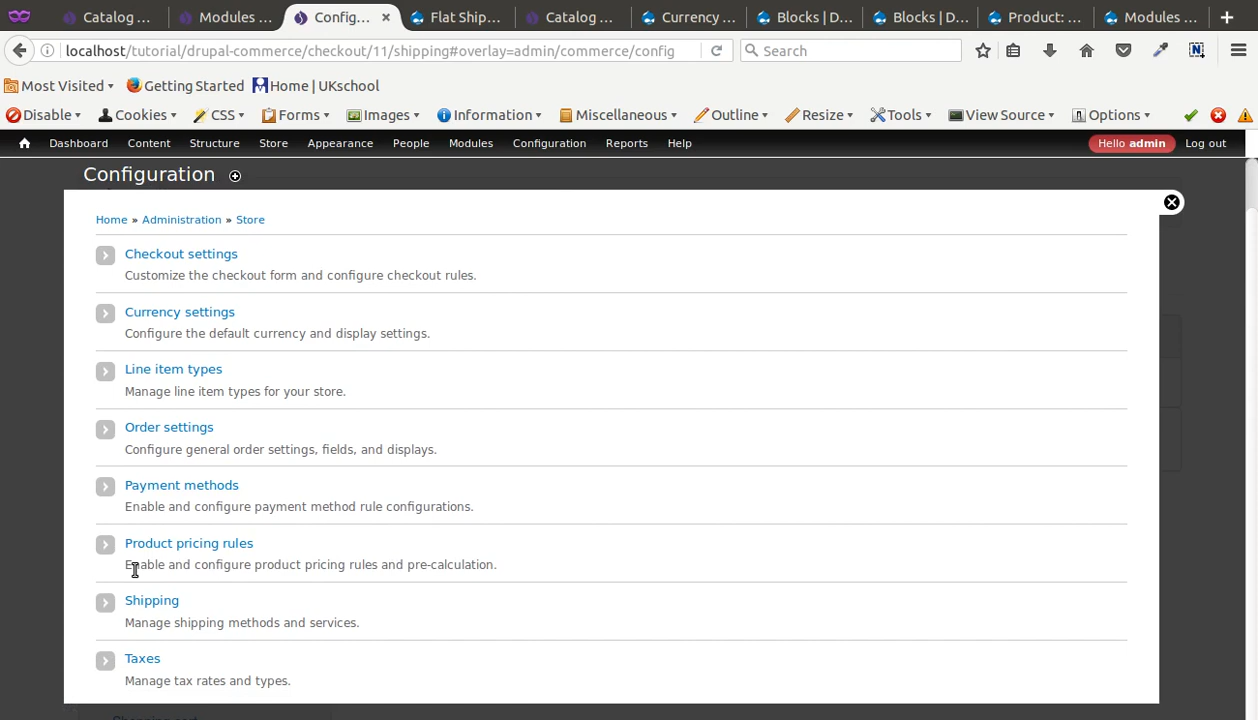 Catalog ...
Modules ...
Config...
Flat Ship...
Catalog ...
Currency ...
Blocks | D...
Blocks | D...
Product: ...
Modules ...
localhost/tutorial/drupal-commerce/checkout/11/shipping#overlay=admin/commerce/config
Search
Most Visited
Getting Started
Home | UKschool
Disable
Cookies
CSS
Forms
Images
Information
Miscellaneous
Outline
Resize
Tools
View Source
Options
Dashboard
Content
Structure
Store
Appearance
People
Modules
Configuration
Reports
Help
Hello admin
Log out
Configuration
Home » Administration » Store
Checkout settings
Customize the checkout form and configure checkout rules.
Currency settings
Configure the default currency and display settings.
Line item types
Manage line item types for your store.
Order settings
Configure general order settings, fields, and displays.
Payment methods
Enable and configure payment method rule configurations.
Product pricing rules
Enable and configure product pricing rules and pre-calculation.
Shipping
Manage shipping methods and services.
Taxes
Manage tax rates and types.